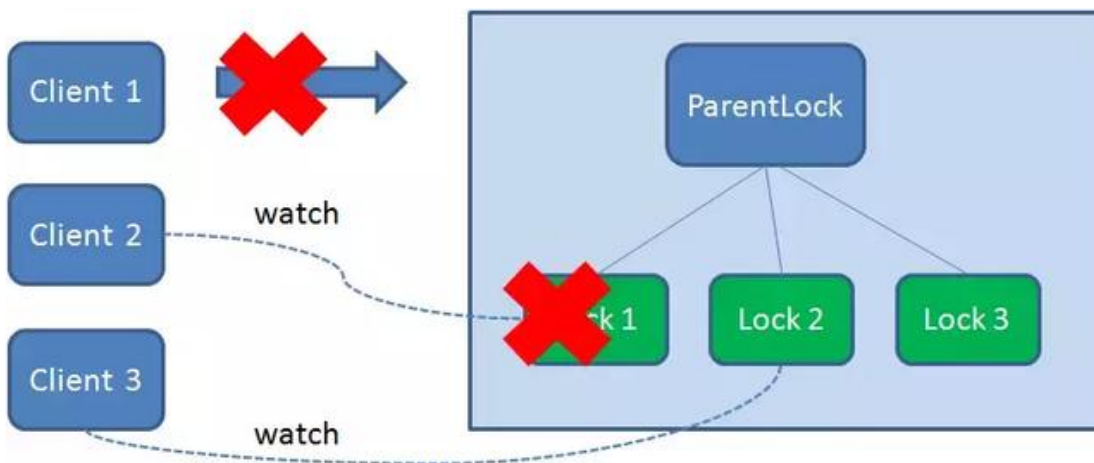 Client 1
ParentLock
watch
Client 2
ck 1
Lock 2
Lock 3
Client 3
watch